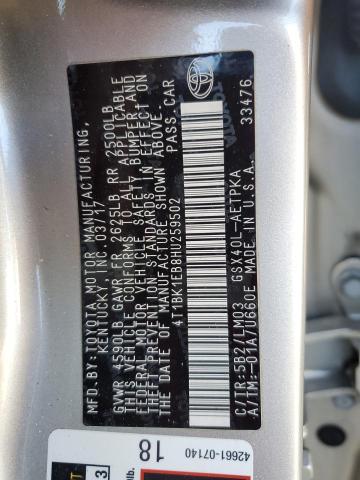 MFD. BY: TOYOTA MOTOR MANUFACTURING,
KENTUCKY, INC. 03/17
GVWR 4590LB GAWR FR 2625LB RR 2500LB
THIS VEHICLE CONFORMS TO ALL APPLICABLE
FEDERAL MOTOR VEHICLE SAFETY, BUMPER AND
THEFT PREVENTION STANDARDS IN EFFECT ON
THE DATE OF MANUFACTURE SHOWN ABOVE.
4T1BK1EB8HU259502 PASS.CAR
C/TR:5B2/LM03 GSX40L-AETPKA
A/TM:-01A/U660E MADE IN U.S.A.
TOYOTA
33476
42661-07140
18